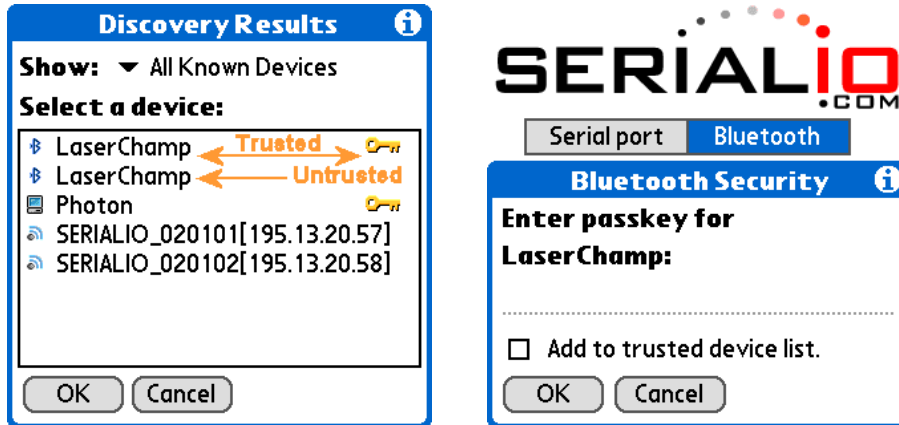 Discovery Results
Show: All Known Devices
Select a device:
LaserChamp Trusted
LaserChamp Untrusted
Photon
SERIALIO_020101[195.13.20.57]
SERIALIO_020102[195.13.20.58]
OK Cancel
SERIALIO
.COM
Serial port Bluetooth
Bluetooth Security
Enter passkey for
LaserChamp:
Add to trusted device list.
OK Cancel